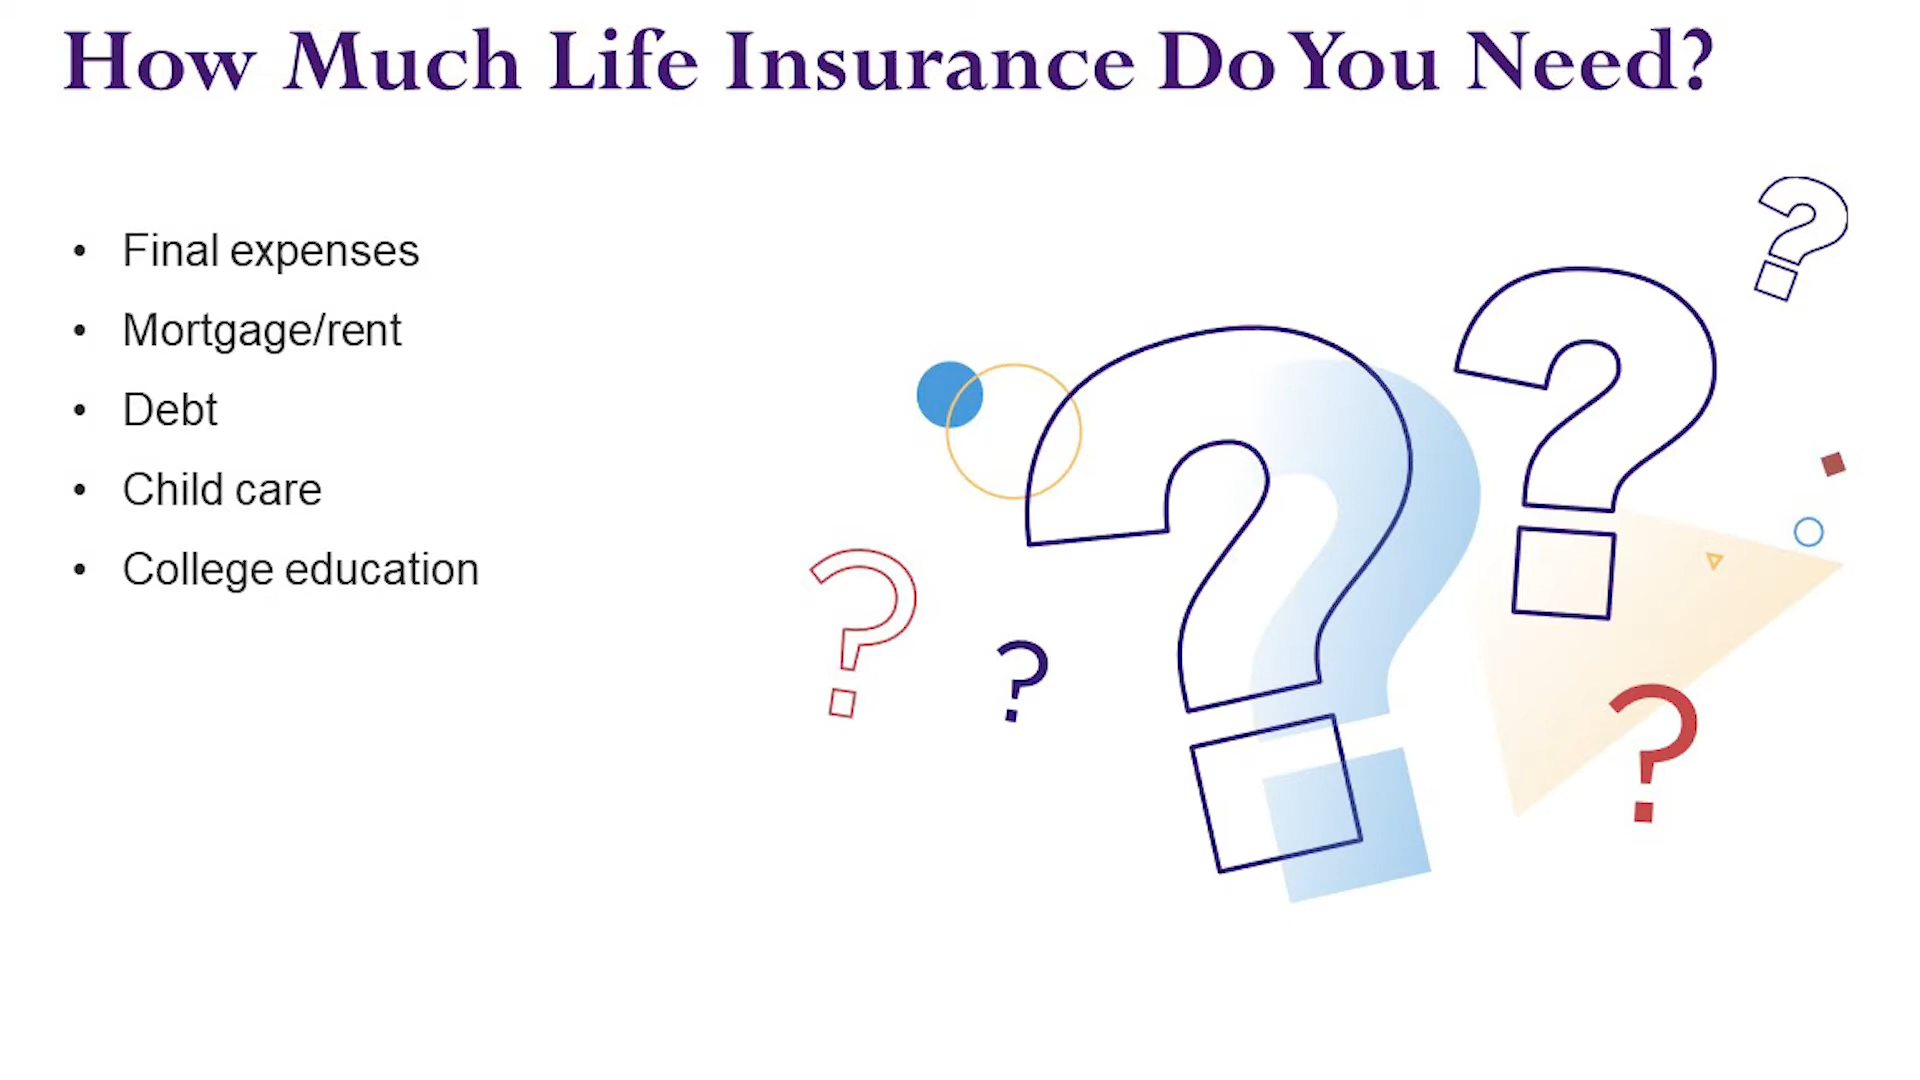 How Much Life Insurance Do You Need?
• Final expenses
• Mortgage/rent
• Debt
• Child care
• College education